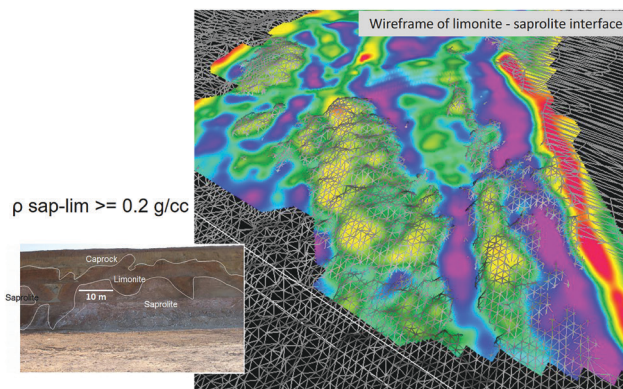 Wireframe of limonite - saprolite interface
ρ sap-lim >= 0.2 g/cc
Caprock
Limonite
Saprolite
10 m
Saprolite